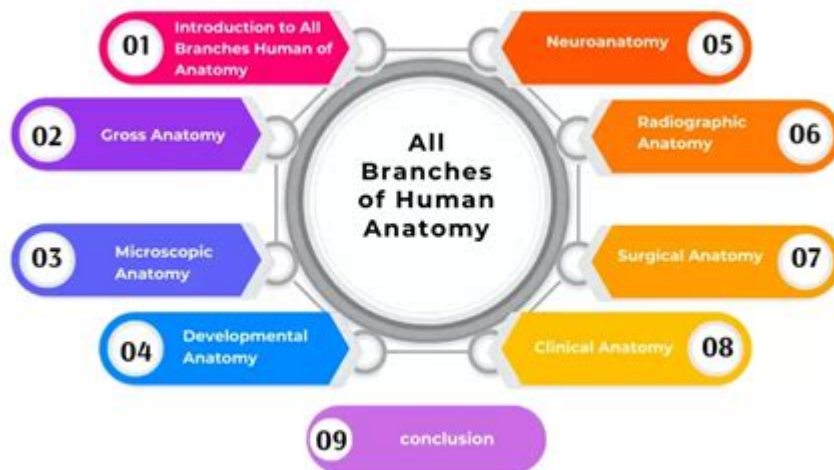 01
Introduction to All
Branches Human of
Anatomy
02
Gross Anatomy
03
Microscopic
Anatomy
04
Developmental
Anatomy
All
Branches
of Human
Anatomy
Neuroanatomy
05
Radiographic
Anatomy
06
Surgical Anatomy
07
Clinical Anatomy
08
09
conclusion